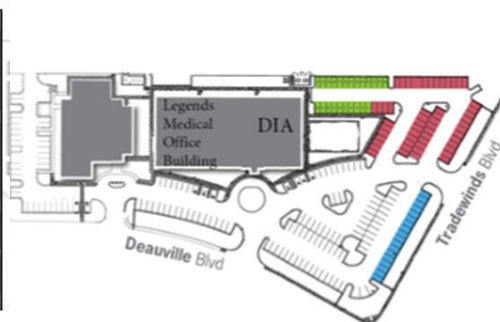 Legends
Medical
Office
Building
DIA
Deauville Blvd
Tradewinds Blvd